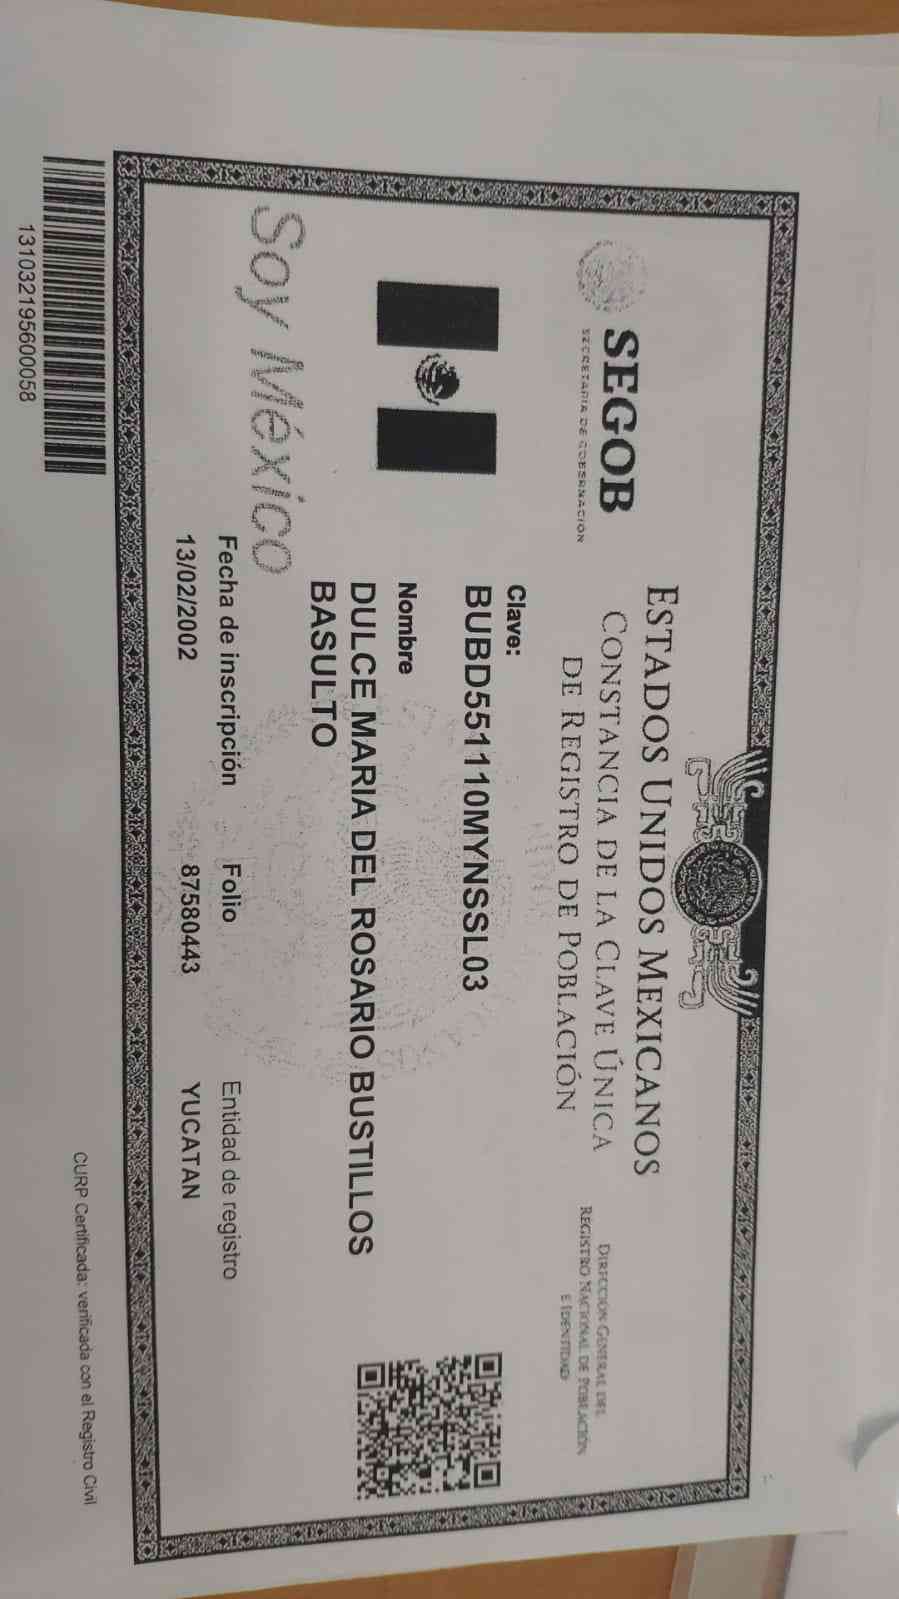 ESTADOS UNIDOS MEXICANOS
CONSTANCIA DE LA CLAVE ÚNICA
DE REGISTRO DE POBLACIÓN
SEGOB
SECRETARÍA DE GOBERNACIÓN
DIRECCIÓN GENERAL DEL
REGISTRO NACIONAL DE POBLACIÓN
E IDENTIDAD
Clave:
BUBD551110MYNSSL03
Nombre
DULCE MARIA DEL ROSARIO BUSTILLOS
BASULTO
Soy México
Fecha de inscripción Folio Entidad de registro
13/02/2002 87580443 YUCATAN
131032195600058
CURP Certificada: verificada con el Registro Civil